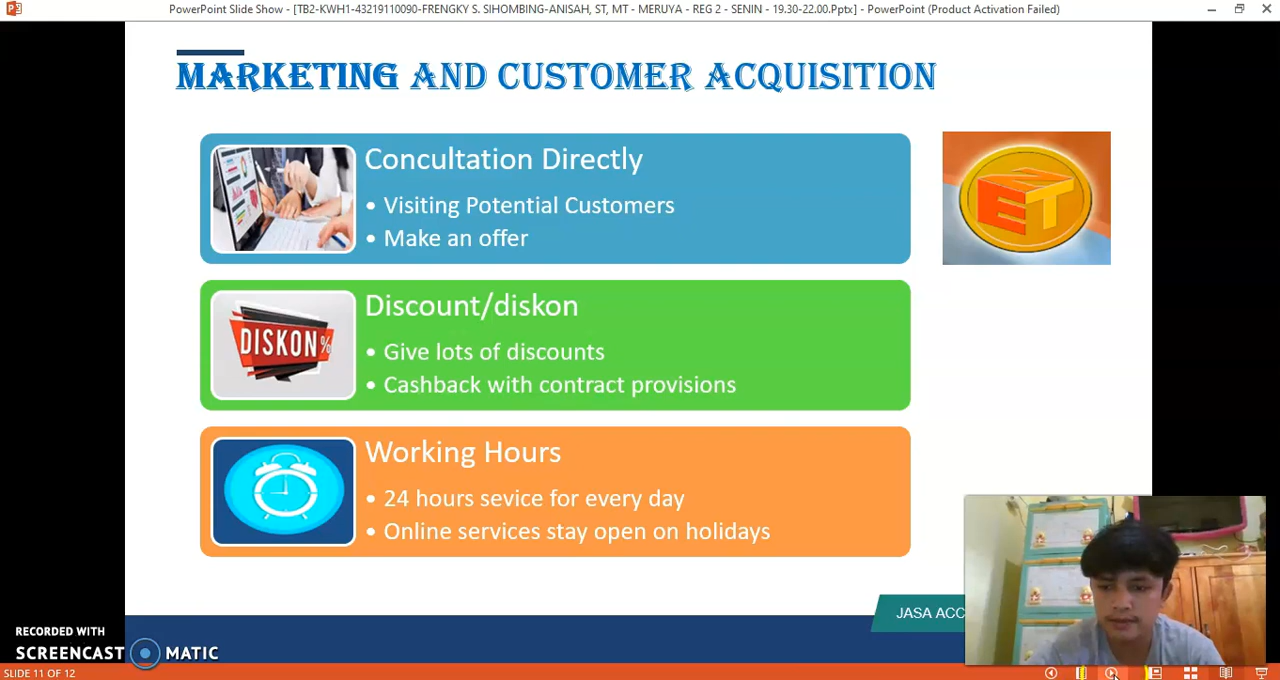 PowerPoint Slide Show - [TB2-KWH1-43219110090-FRENGKY S. SIHOMBING-ANISAH, ST, MT - MERUYA - REG 2 - SENIN - 19.30-22.00.Pptx] - PowerPoint (Product Activation Failed)
MARKETING AND CUSTOMER ACQUISITION
Concultation Directly
• Visiting Potential Customers
• Make an offer
Discount/diskon
• Give lots of discounts
• Cashback with contract provisions
DISKON %
Working Hours
• 24 hours sevice for every day
• Online services stay open on holidays
JASA ACC
RECORDED WITH
SCREENCAST MATIC
SLIDE 11 OF 12